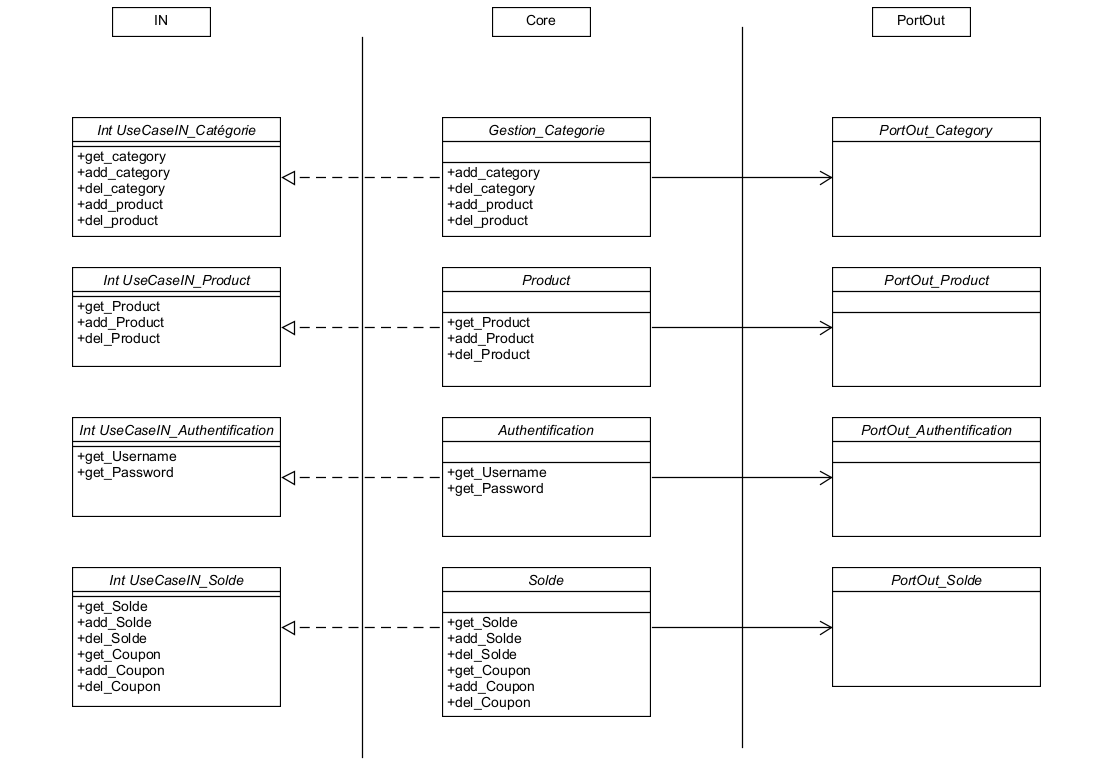 IN
Core
PortOut
Int UseCaseIN_Catégorie
+get_category
+add_category
+del_category
+add_product
+del_product
Gestion_Categorie
+add_category
+del_category
+add_product
+del_product
PortOut_Category
Int UseCaseIN_Product
+get_Product
+add_Product
+del_Product
Product
+get_Product
+add_Product
+del_Product
PortOut_Product
Int UseCaseIN_Authentification
+get_Username
+get_Password
Authentification
+get_Username
+get_Password
PortOut_Authentification
Int UseCaseIN_Solde
+get_Solde
+add_Solde
+del_Solde
+get_Coupon
+add_Coupon
+del_Coupon
Solde
+get_Solde
+add_Solde
+del_Solde
+get_Coupon
+add_Coupon
+del_Coupon
PortOut_Solde